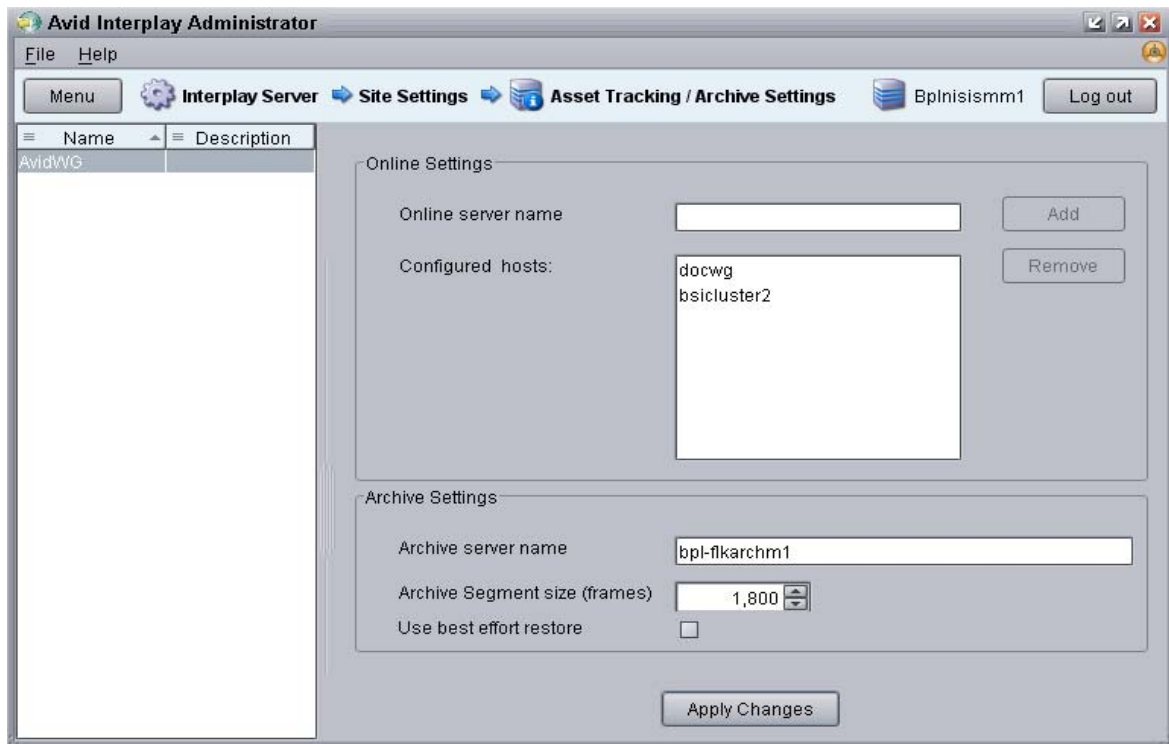 Avid Interplay Administrator
File Help
Menu Interplay Server Site Settings Asset Tracking / Archive Settings Bplnisismm1 Log out
Name Description
AvidWG
Online Settings
Online server name Add
Configured hosts: Remove
docwg
bsicluster2
Archive Settings
Archive server name bpl-flkarchm1
Archive Segment size (frames) 1,800
Use best effort restore
Apply Changes